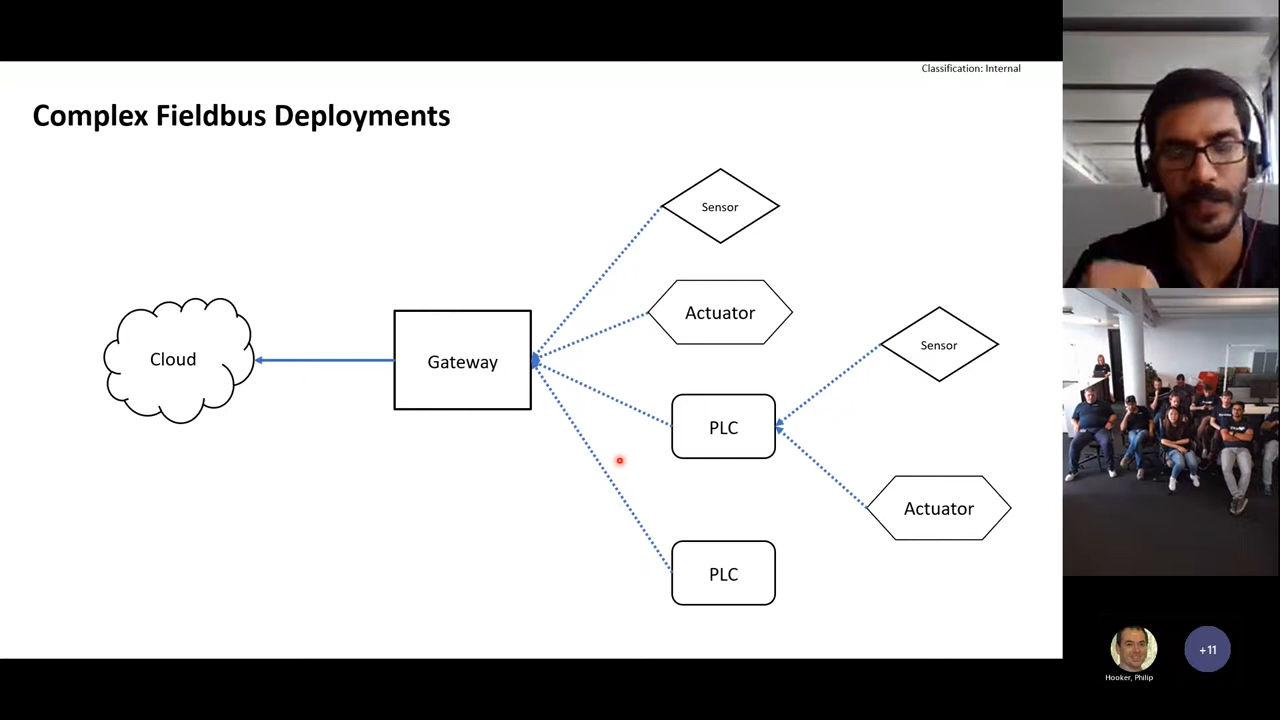 Classification: Internal
Complex Fieldbus Deployments
Sensor
Actuator
Sensor
Cloud
Gateway
PLC
Actuator
PLC
+11
Hooker, Philip